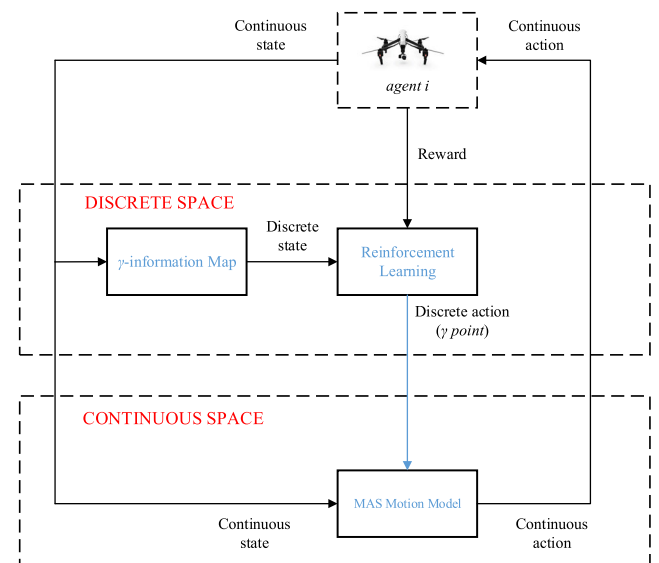 Continuous
state
agent i
Continuous
action
Reward
DISCRETE SPACE
γ-information Map
Discrete
state
Reinforcement
Learning
Discrete action
(γ point)
CONTINUOUS SPACE
MAS Motion Model
Continuous
state
Continuous
action